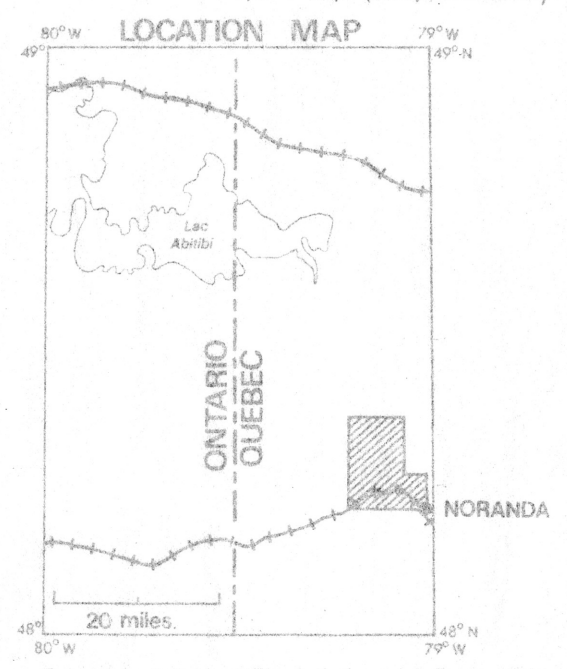 LOCATION MAP
80° W
79° W
49°
49° N
Lac
Abitibi
ONTARIO
QUEBEC
NORANDA
20 miles.
48°
48° N
80° W
79° W